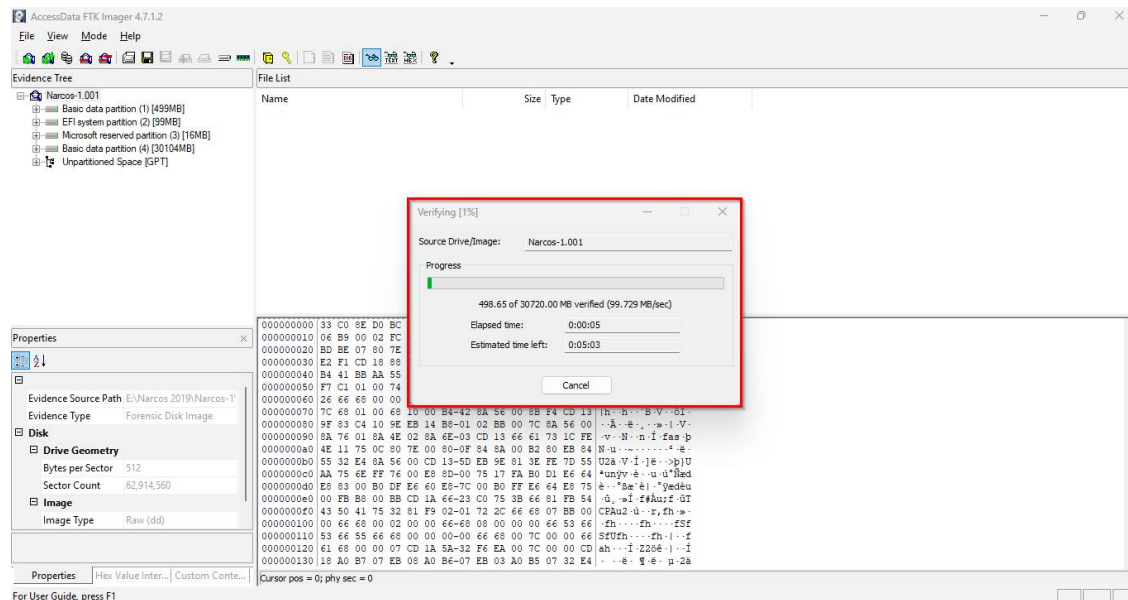 AccessData FTK Imager 4.7.1.2
File View Mode Help
Evidence Tree
Narcos-1.001
Basic data partition (1) [499MB]
EFI system partition (2) [99MB]
Microsoft reserved partition (3) [16MB]
Basic data partition (4) [30104MB]
Unpartitioned Space [GPT]
File List
Name Size Type Date Modified
Verifying [1%]
Source Drive/Image: Narcos-1.001
Progress
498.65 of 30720.00 MB verified (99.729 MB/sec)
Elapsed time: 0:00:05
Estimated time left: 0:05:03
Cancel
Properties
Evidence Source Path E:\Narcos 2019\Narcos-1\
Evidence Type Forensic Disk Image
Disk
Drive Geometry
Bytes per Sector 512
Sector Count 62,914,560
Image
Image Type Raw (dd)
Properties Hex Value Inter... Custom Conte...
000000000 33 C0 8E D0 BC
000000010 06 B9 00 02 FC
000000020 BD BE 07 80 7E
000000030 E2 F1 CD 18 88
000000040 B4 41 BB AA 55
000000050 F7 C1 01 00 74
000000060 26 66 68 00 00
000000070 7C 68 01 00 68 10 00 B4-42 8A 56 00 8B F4 CD 13
000000080 9F 83 C4 10 9E EB 14 B8-01 02 BB 00 7C 8A 56 00
000000090 8A 76 01 8A 4E 02 8A 6E-03 CD 13 66 61 73 1C FE
0000000a0 4E 11 75 0C 80 7E 00 80-0F 84 8A 00 B2 80 EB 84
0000000b0 55 32 E4 8A 56 00 CD 13-5D EB 9E 81 3E FE 7D 55
0000000c0 AA 75 6E FF 76 00 E8 8D-00 75 17 FA B0 D1 E6 64
0000000d0 E8 83 00 B0 DF E6 60 E8-7C 00 B0 FF E6 64 E8 75
0000000e0 00 FB B8 00 BB CD 1A 66-23 C0 75 3B 66 81 FB 54
0000000f0 43 50 41 75 32 81 F9 02-01 72 2C 66 68 07 BB 00
000000100 00 66 68 00 02 00 00 66-68 08 00 00 00 66 53 66
000000110 53 66 55 66 68 00 00 00-00 66 68 00 7C 00 00 66
000000120 61 68 00 00 07 CD 1A 5A-32 F6 EA 00 7C 00 00 CD
000000130 18 A0 B7 07 EB 08 A0 B6-07 EB 03 A0 B5 07 32 E4
Cursor pos = 0; phy sec = 0
For User Guide, press F1